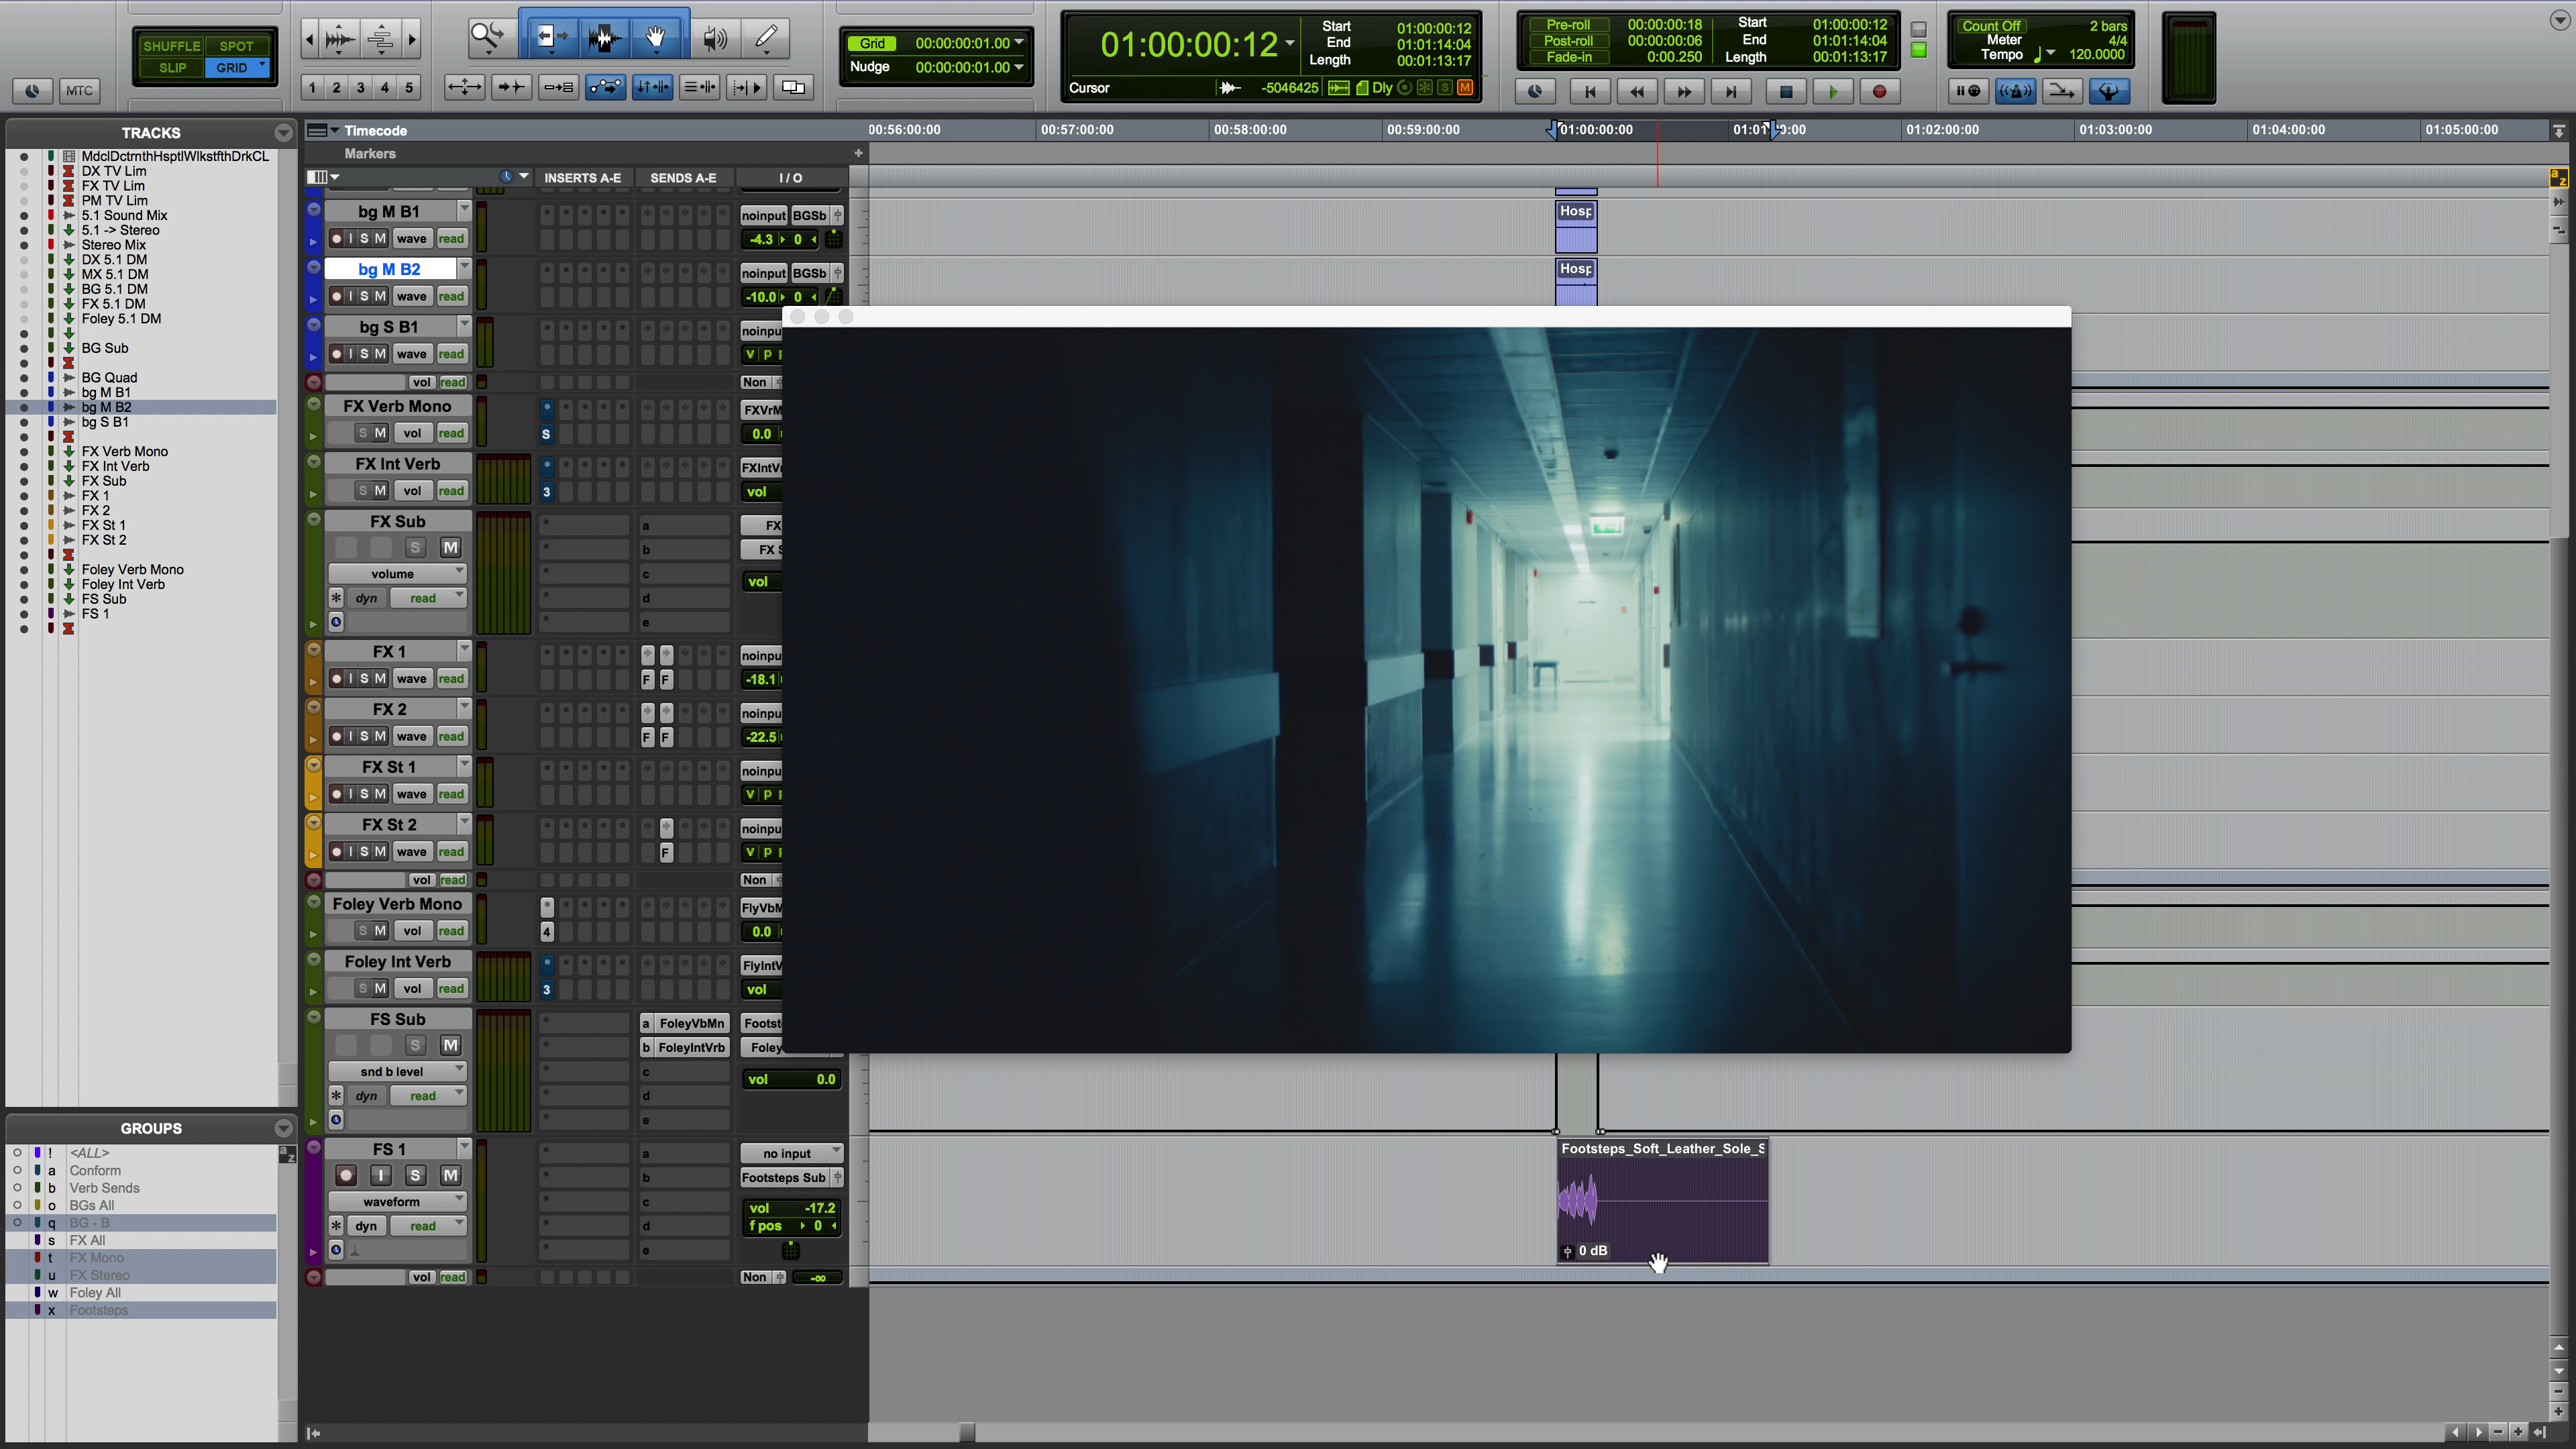 SHUFFLE SPOT
SLIP GRID
MTC
1 2 3 4 5
Grid 00:00:00:01.00
Nudge 00:00:00:01.00
01:00:00:12
Start 01:00:00:12
End 01:01:14:04
Length 00:01:13:17
Cursor -5046425 Dly S M
Pre-roll 00:00:00:18
Post-roll 00:00:00:06
Fade-in 0:00.250
Start 01:00:00:12
End 01:01:14:04
Length 00:01:13:17
Count Off 2 bars
Meter 4/4
Tempo 120.0000
TRACKS
MdclDctrnthHsptlWlkstfthDrkCL
DX TV Lim
FX TV Lim
PM TV Lim
5.1 Sound Mix
5.1 -> Stereo
Stereo Mix
DX 5.1 DM
MX 5.1 DM
BG 5.1 DM
FX 5.1 DM
Foley 5.1 DM
BG Sub
BG Quad
bg M B1
bg M B2
bg S B1
FX Verb Mono
FX Int Verb
FX Sub
FX 1
FX 2
FX St 1
FX St 2
Foley Verb Mono
Foley Int Verb
FS Sub
FS 1
GROUPS
! <ALL>
a Conform
b Verb Sends
o BGs All
q BG - B
s FX All
t FX Mono
u FX Stereo
w Foley All
x Footsteps
Timecode
00:56:00:00 00:57:00:00 00:58:00:00 00:59:00:00 01:00:00:00 01:01 0:00 01:02:00:00 01:03:00:00 01:04:00:00 01:05:00:00
Markers
INSERTS A-E SENDS A-E I / O
bg M B1 noinput BGSb
I S M wave read -4.3 0
Hosp
bg M B2 noinput BGSb
I S M wave read -10.0 0
Hosp
bg S B1 noinpu
I S M wave read v p p
vol read Non
FX Verb Mono FXVrM
S M vol read S 0.0
FX Int Verb FXIntVr
S M vol read 3 vol
FX Sub a FX
S M b FX S
volume c vol
dyn read d
e
FX 1 noinpu
I S M wave read F F -18.1
FX 2 noinpu
I S M wave read F F -22.5
FX St 1 noinpu
I S M wave read v p p
FX St 2 noinpu
I S M wave read F v p p
vol read Non
Foley Verb Mono FlyVbM
S M vol read 4 0.0
Foley Int Verb FlyIntV
S M vol read 3 vol
FS Sub a FoleyVbMn Footst
S M b FoleyIntVrb Foley
snd b level c vol 0.0
dyn read d
e
FS 1 a no input
I S M b Footsteps Sub
waveform c vol -17.2
dyn read d f pos 0
e
Footsteps_Soft_Leather_Sole_S
0 dB
vol read Non -∞